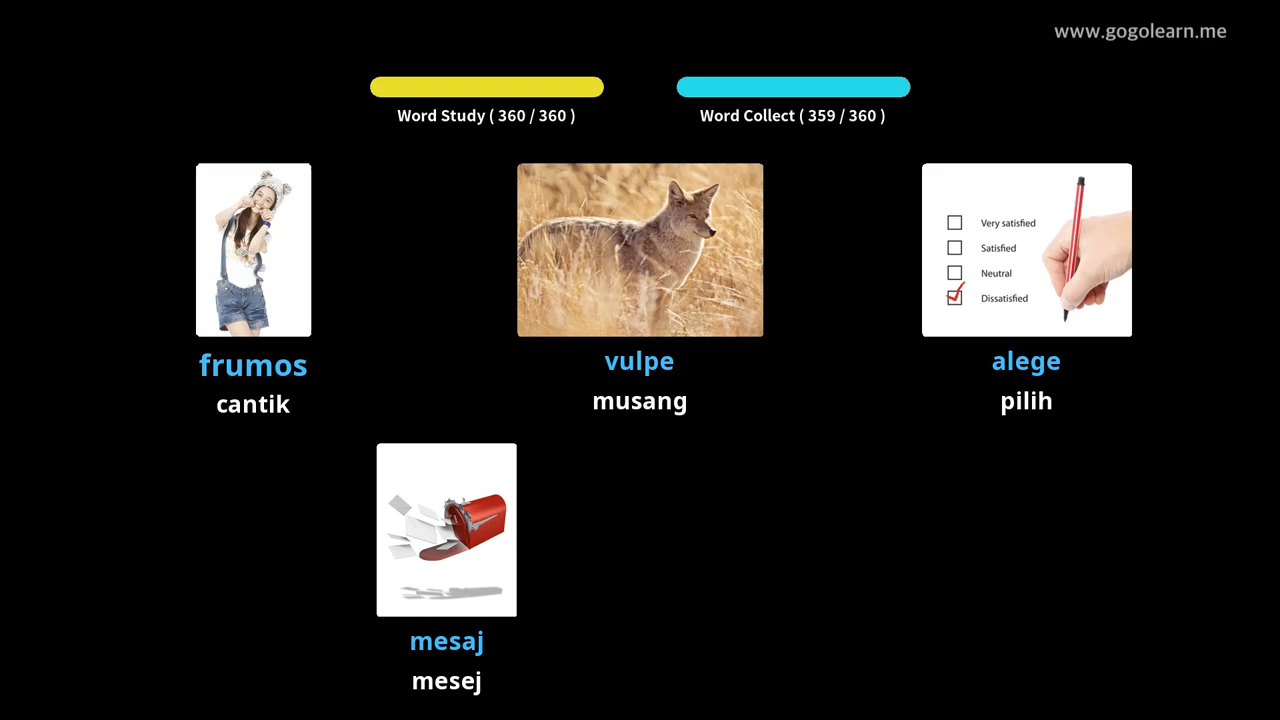 www.gogolearn.me
Word Study ( 360 / 360 )
Word Collect ( 359 / 360 )
Very satisfied
Satisfied
Neutral
Dissatisfied
frumos
cantik
vulpe
musang
alege
pilih
mesaj
mesej